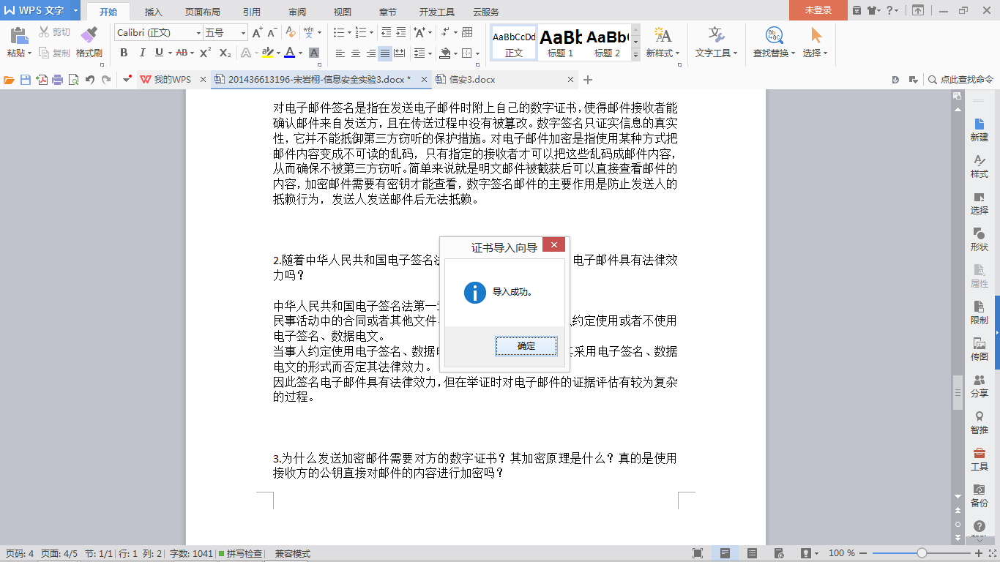 WPS 文字
开始
插入
页面布局
引用
审阅
视图
章节
开发工具
云服务
未登录
粘贴
剪切
复制
格式刷
Calibri (正文)
五号
AaBbCcDd
正文
AaBb
标题 1
AaBb
标题 2
新样式
文字工具
查找替换
选择
我的WPS
201436613196-宋岩栩-信息安全实验3.docx *
信安3.docx
点此查找命令
对电子邮件签名是指在发送电子邮件时附上自己的数字证书，使得邮件接收者能
确认邮件来自发送方，且在传送过程中没有被篡改。数字签名只证实信息的真实
性，它并不能抵御第三方窃听的保护措施。对电子邮件加密是指使用某种方式把
邮件内容变成不可读的乱码，只有指定的接收者才可以把这些乱码成邮件内容，
从而确保不被第三方窃听。简单来说就是明文邮件被截获后可以直接查看邮件的
内容，加密邮件需要有密钥才能查看，数字签名邮件的主要作用是防止发送人的
抵赖行为，发送人发送邮件后无法抵赖。
2.随着中华人民共和国电子签名法 电子邮件具有法律效
力吗？
中华人民共和国电子签名法第一
民事活动中的合同或者其他文件 约定使用或者不使用
电子签名、数据电文。
当事人约定使用电子签名、数据 采用电子签名、数据
电文的形式而否定其法律效力。
因此签名电子邮件具有法律效力，但在举证时对电子邮件的证据评估有较为复杂
的过程。
3.为什么发送加密邮件需要对方的数字证书？其加密原理是什么？真的是使用
接收方的公钥直接对邮件的内容进行加密吗？
证书导入向导
导入成功。
确定
新建
样式
选择
形状
属性
限制
传图
分享
智推
工具
备份
页码: 4
页面: 4/5
节: 1/1
行: 1
列: 2
字数: 1041
拼写检查
兼容模式
100 %